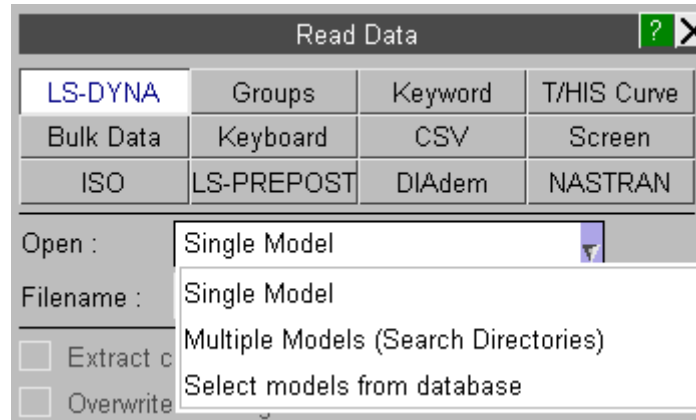 Read Data ?
LS-DYNA Groups Keyword T/HIS Curve
Bulk Data Keyboard CSV Screen
ISO LS-PREPOST DIAdem NASTRAN
Open : Single Model
Filename : Single Model
Multiple Models (Search Directories)
Extract
Select models from database
Overwrite